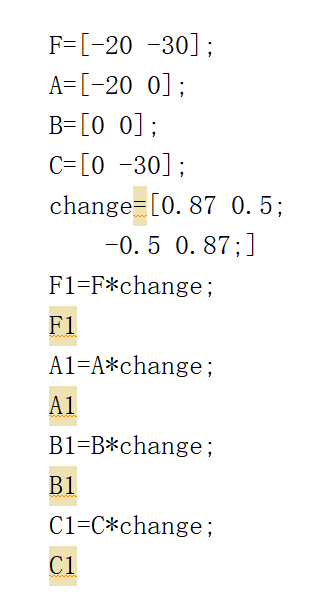 F=[-20 -30];
A=[-20 0];
B=[0 0];
C=[0 -30];
change=[0.87 0.5;
-0.5 0.87;]
F1=F*change;
F1
A1=A*change;
A1
B1=B*change;
B1
C1=C*change;
C1